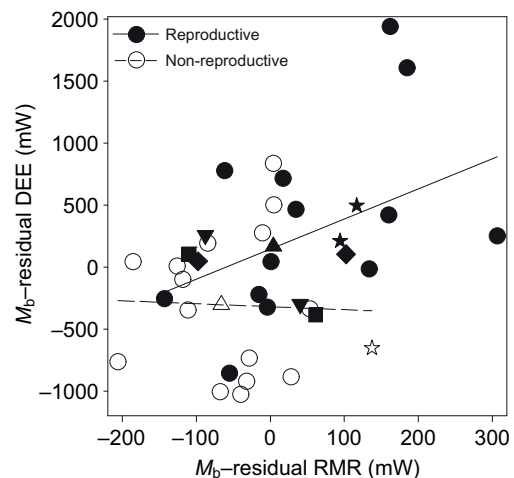 2000
Reproductive
Non-reproductive
1500
1000
500
0
−500
−1000
−200 −100 0 100 200 300
Mb–residual DEE (mW)
Mb–residual RMR (mW)